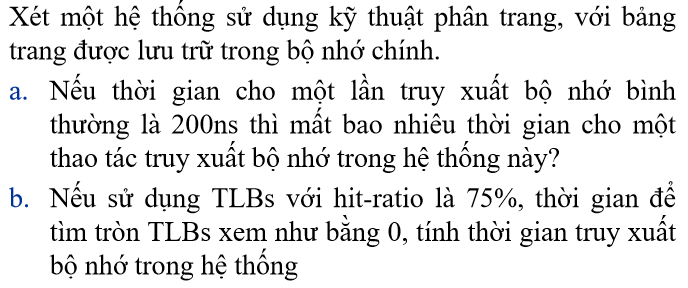 Xét một hệ thống sử dụng kỹ thuật phân trang, với bảng
trang được lưu trữ trong bộ nhớ chính.
a. Nếu thời gian cho một lần truy xuất bộ nhớ bình
thường là 200ns thì mất bao nhiêu thời gian cho một
thao tác truy xuất bộ nhớ trong hệ thống này?
b. Nếu sử dụng TLBs với hit-ratio là 75%, thời gian để
tìm tròn TLBs xem như bằng 0, tính thời gian truy xuất
bộ nhớ trong hệ thống